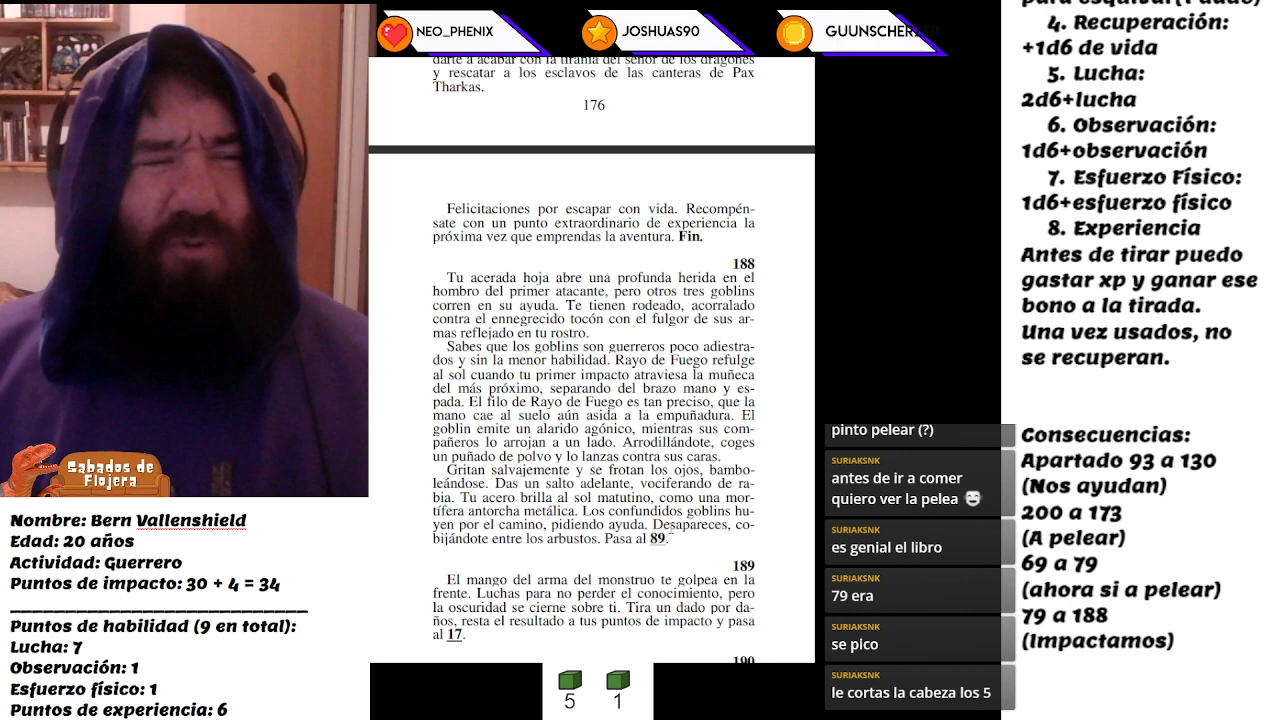 NEO_PHENIX
JOSHUAS90
GUUNSCHER
darte a acabar con la tiranía del señor de los dragones
y rescatar a los esclavos de las canteras de Pax
Tharkas.
176
Felicitaciones por escapar con vida. Recompén-
sate con un punto extraordinario de experiencia la
próxima vez que emprendas la aventura. Fin.
188
Tu acerada hoja abre una profunda herida en el
hombro del primer atacante, pero otros tres goblins
corren en su ayuda. Te tienen rodeado, acorralado
contra el ennegrecido tocón con el fulgor de sus ar-
mas reflejado en tu rostro.
Sabes que los goblins son guerreros poco adiestra-
dos y sin la menor habilidad. Rayo de Fuego refulge
al sol cuando tu primer impacto atraviesa la muñeca
del más próximo, separando del brazo mano y es-
pada. El filo de Rayo de Fuego es tan preciso, que la
mano cae al suelo aún asida a la empuñadura. El
goblin emite un alarido agónico, mientras sus com-
pañeros lo arrojan a un lado. Arrodillándote, coges
un puñado de polvo y lo lanzas contra sus caras.
Gritan salvajemente y se frotan los ojos, bambo-
leándose. Das un salto adelante, vociferando de ra-
bia. Tu acero brilla al sol matutino, como una mor-
tífera antorcha metálica. Los confundidos goblins hu-
yen por el camino, pidiendo ayuda. Desapareces, co-
bijándote entre los arbustos. Pasa al 89.
189
El mango del arma del monstruo te golpea en la
frente. Luchas para no perder el conocimiento, pero
la oscuridad se cierne sobre ti. Tira un dado por da-
ños, resta el resultado a tus puntos de impacto y pasa
al 17.
190
5 1
Sabados de
Flojera
Nombre: Bern Vallenshield
Edad: 20 años
Actividad: Guerrero
Puntos de impacto: 30 + 4 = 34
Puntos de habilidad (9 en total):
Lucha: 7
Observación: 1
Esfuerzo físico: 1
Puntos de experiencia: 6
pinto pelear (?)
SURIAKSNK
antes de ir a comer
quiero ver la pelea
SURIAKSNK
es genial el libro
SURIAKSNK
79 era
SURIAKSNK
se pico
SURIAKSNK
le cortas la cabeza los 5
para esquivar(1 dado)
4. Recuperación:
+1d6 de vida
5. Lucha:
2d6+lucha
6. Observación:
1d6+observación
7. Esfuerzo Físico:
1d6+esfuerzo físico
8. Experiencia
Antes de tirar puedo
gastar xp y ganar ese
bono a la tirada.
Una vez usados, no
se recuperan.
Consecuencias:
Apartado 93 a 130
(Nos ayudan)
200 a 173
(A pelear)
69 a 79
(ahora si a pelear)
79 a 188
(Impactamos)